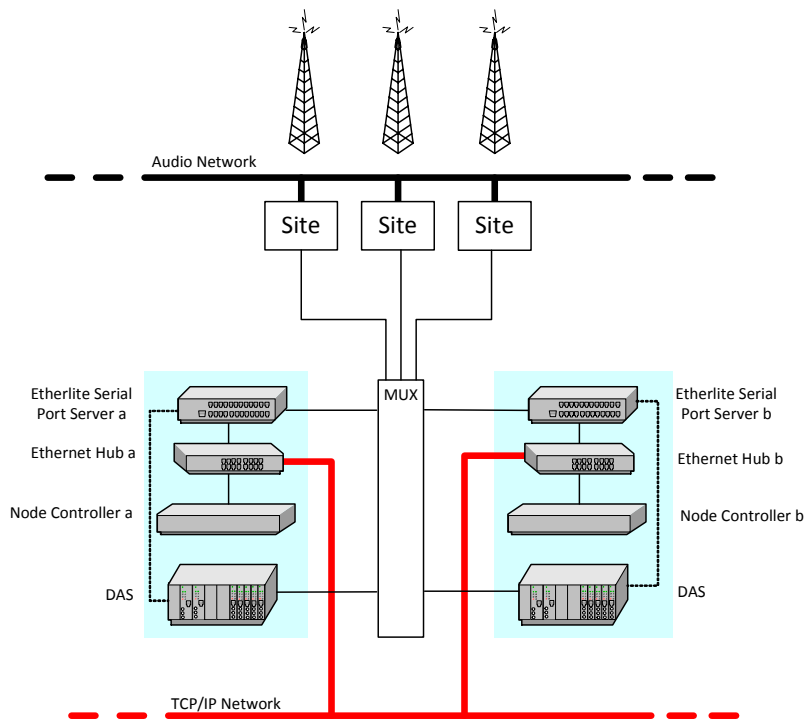 Audio Network
Site
Site
Site
MUX
Etherlite Serial
Port Server a
Ethernet Hub a
Node Controller a
DAS
Etherlite Serial
Port Server b
Ethernet Hub b
Node Controller b
DAS
TCP/IP Network